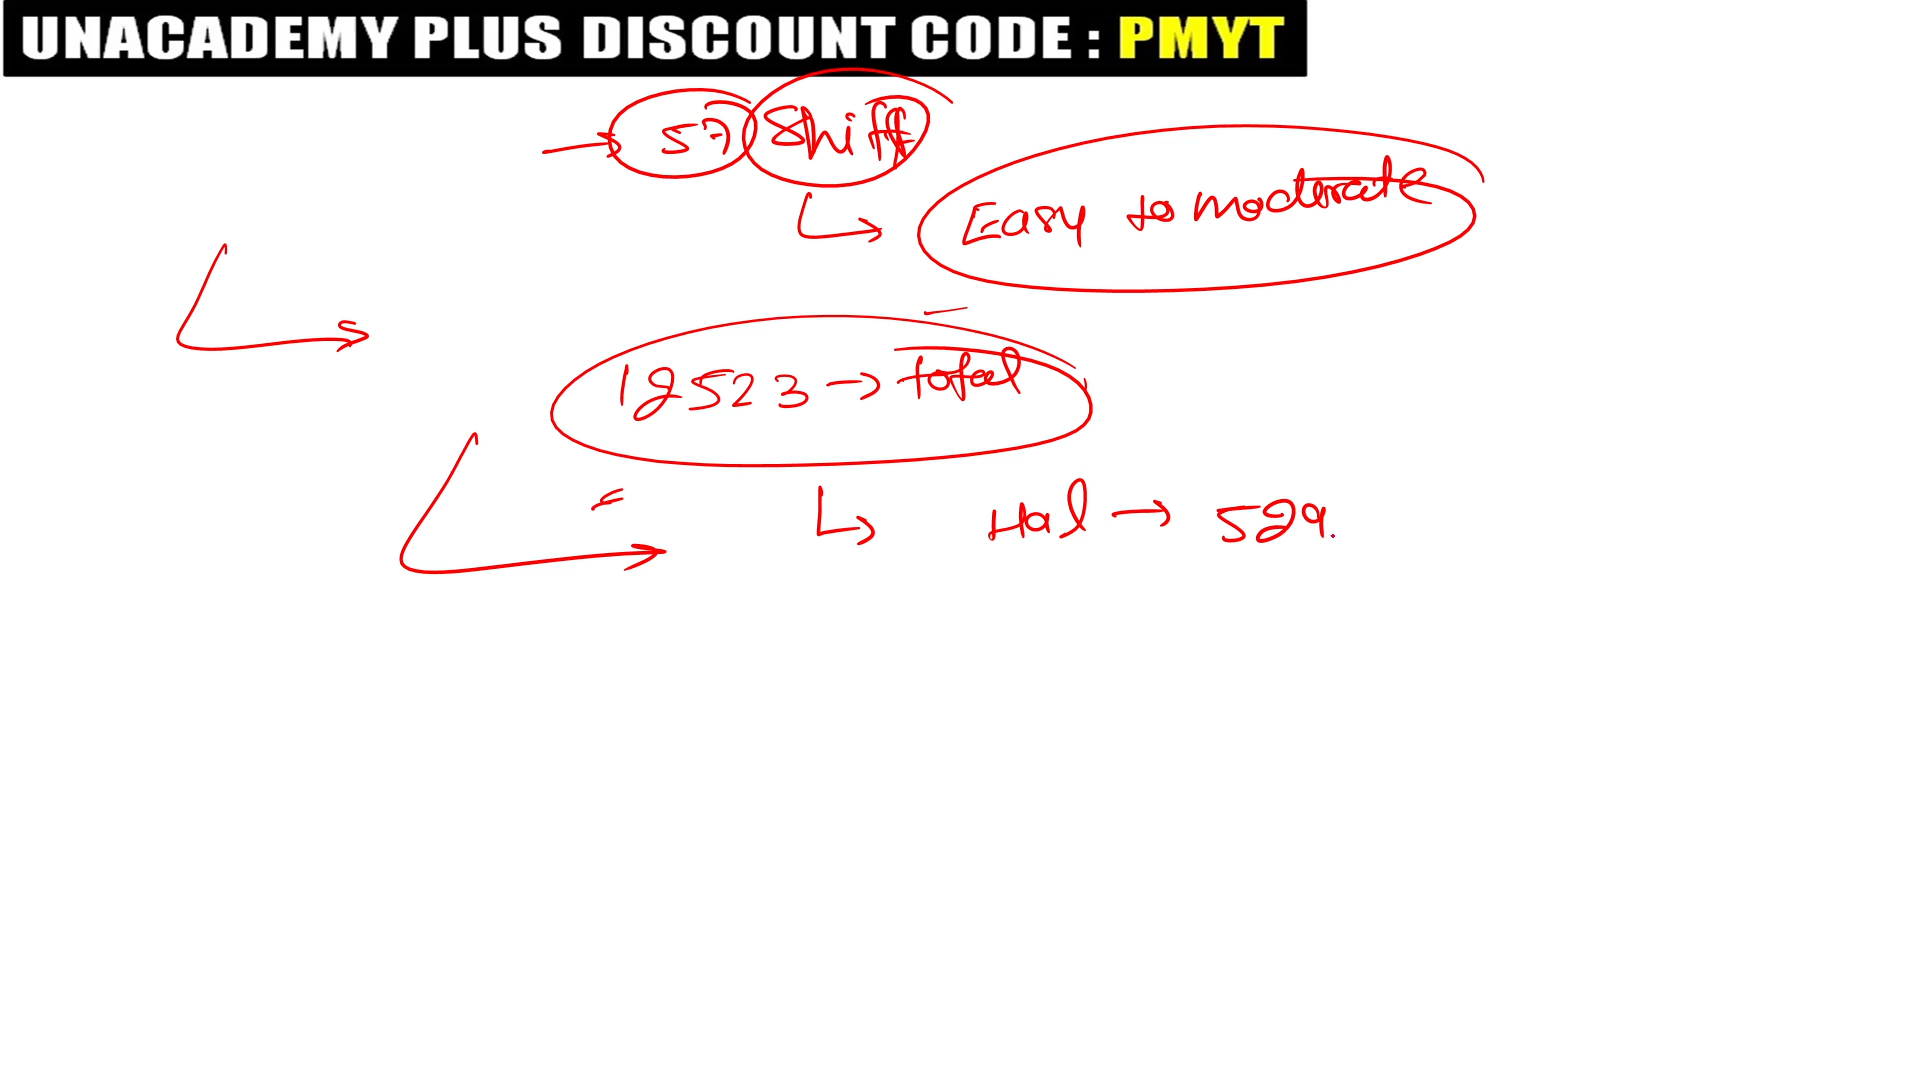 UNACADEMY PLUS DISCOUNT CODE : PMYT
→ 57 Shift
Easy to moderate
12523 → total
Hal → 529.